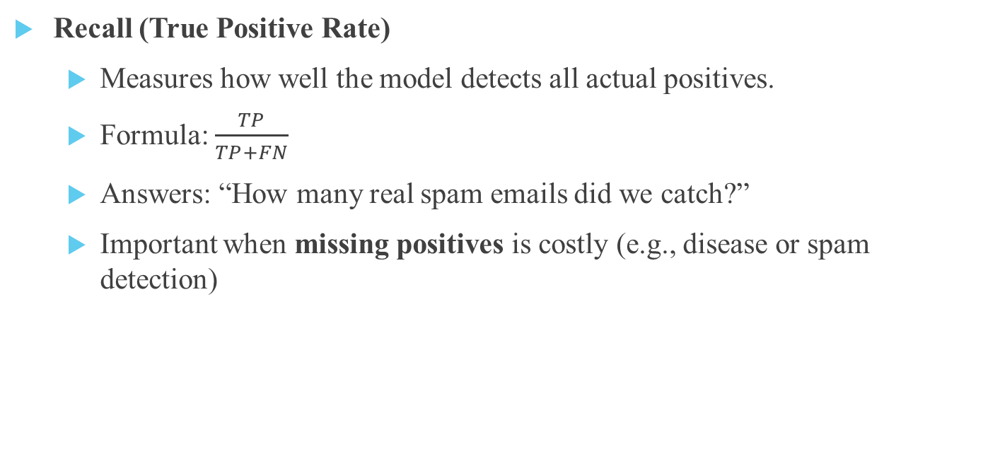 Recall (True Positive Rate)
Measures how well the model detects all actual positives.
Formula: TP/TP+FN
Answers: “How many real spam emails did we catch?”
Important when missing positives is costly (e.g., disease or spam
detection)